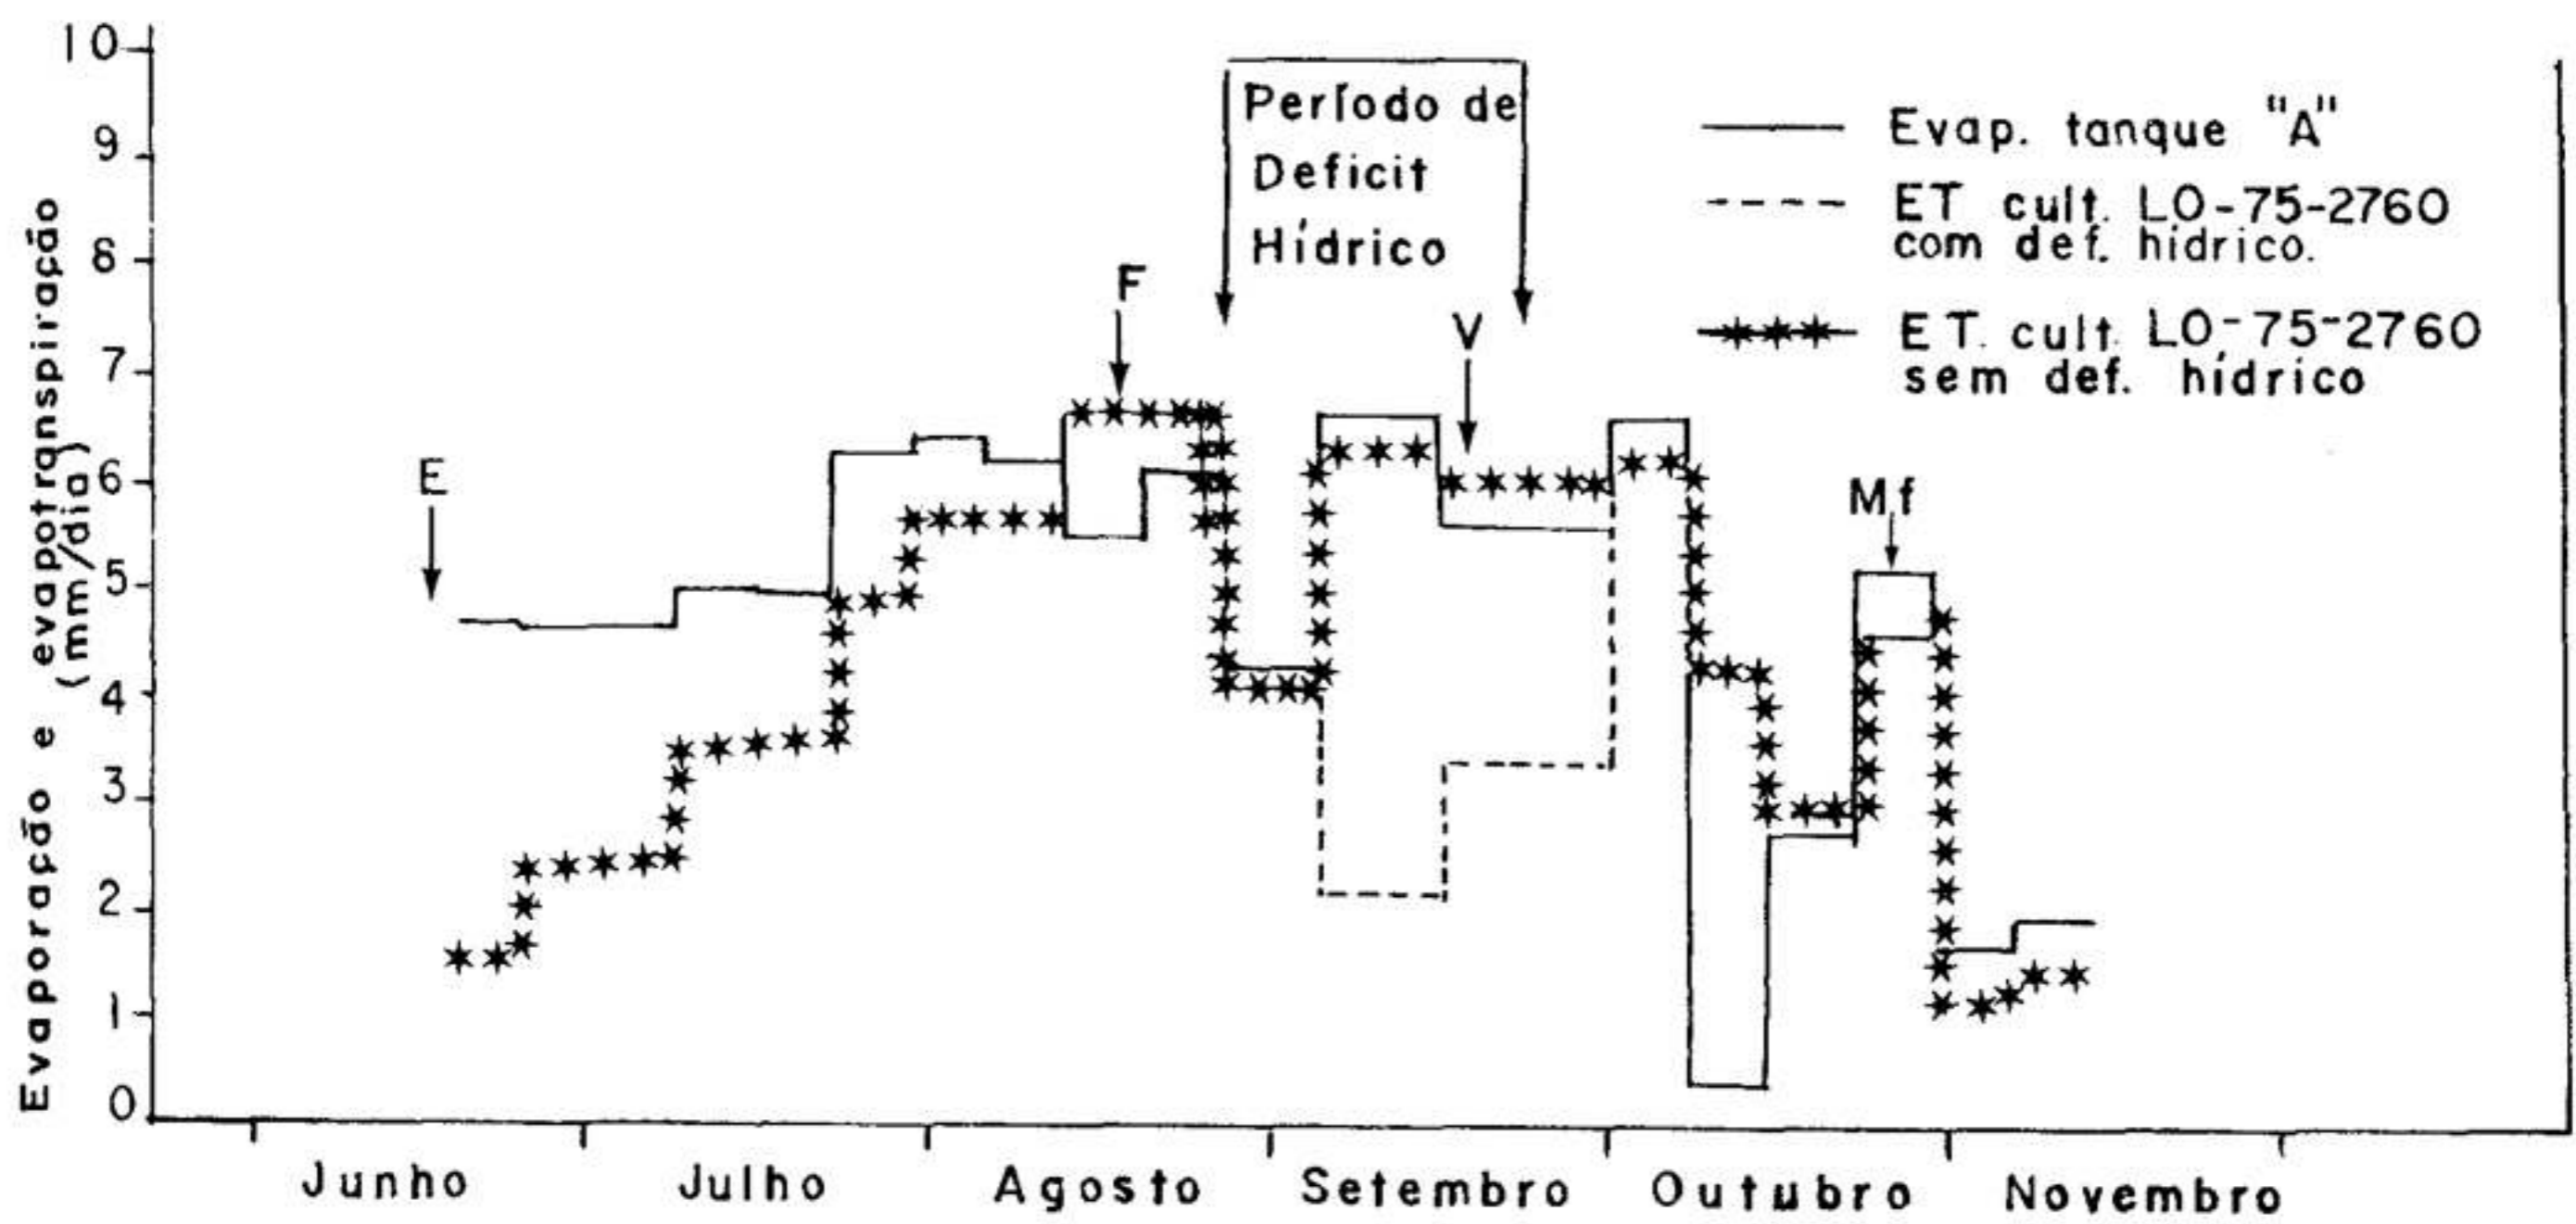 Evaporação e evapotranspiração
(mm/dia)
10
9
8
7
6
5
4
3
2
1
0
E
F
Período de
Deficit
Hídrico
V
Mf
Evap. tanque "A"
ET cult. LO-75-2760
com def. hídrico.
ET. cult. LO-75-2760
sem def. hídrico
Junho Julho Agosto Setembro Outubro Novembro